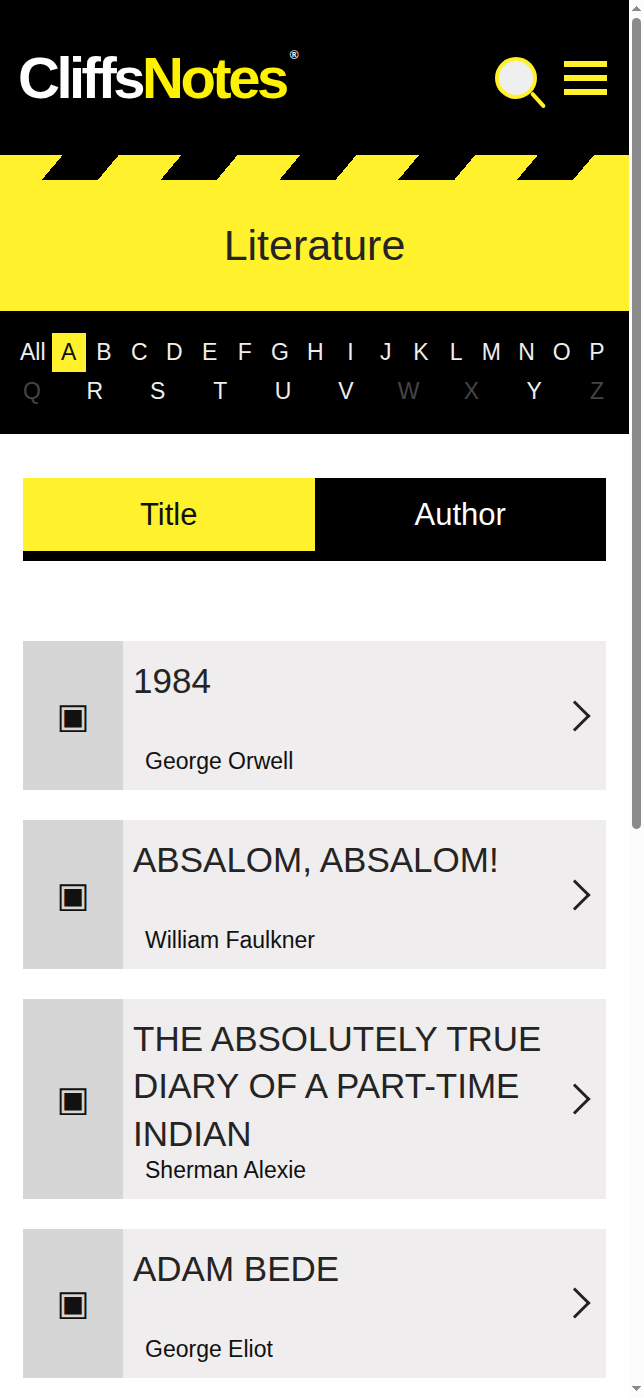 CliffsNotes®
Literature
All A B C D E F G H I J K L M N O P
Q R S T U V W X Y Z
Title Author
1984
George Orwell
ABSALOM, ABSALOM!
William Faulkner
THE ABSOLUTELY TRUE
DIARY OF A PART-TIME
INDIAN
Sherman Alexie
ADAM BEDE
George Eliot